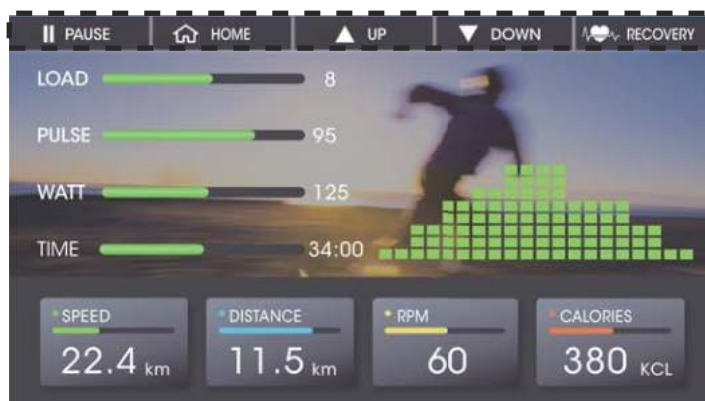 PAUSE HOME UP DOWN RECOVERY
LOAD 8
PULSE 95
WATT 125
TIME 34:00
SPEED DISTANCE RPM CALORIES
22.4 km 11.5 km 60 380 KCL